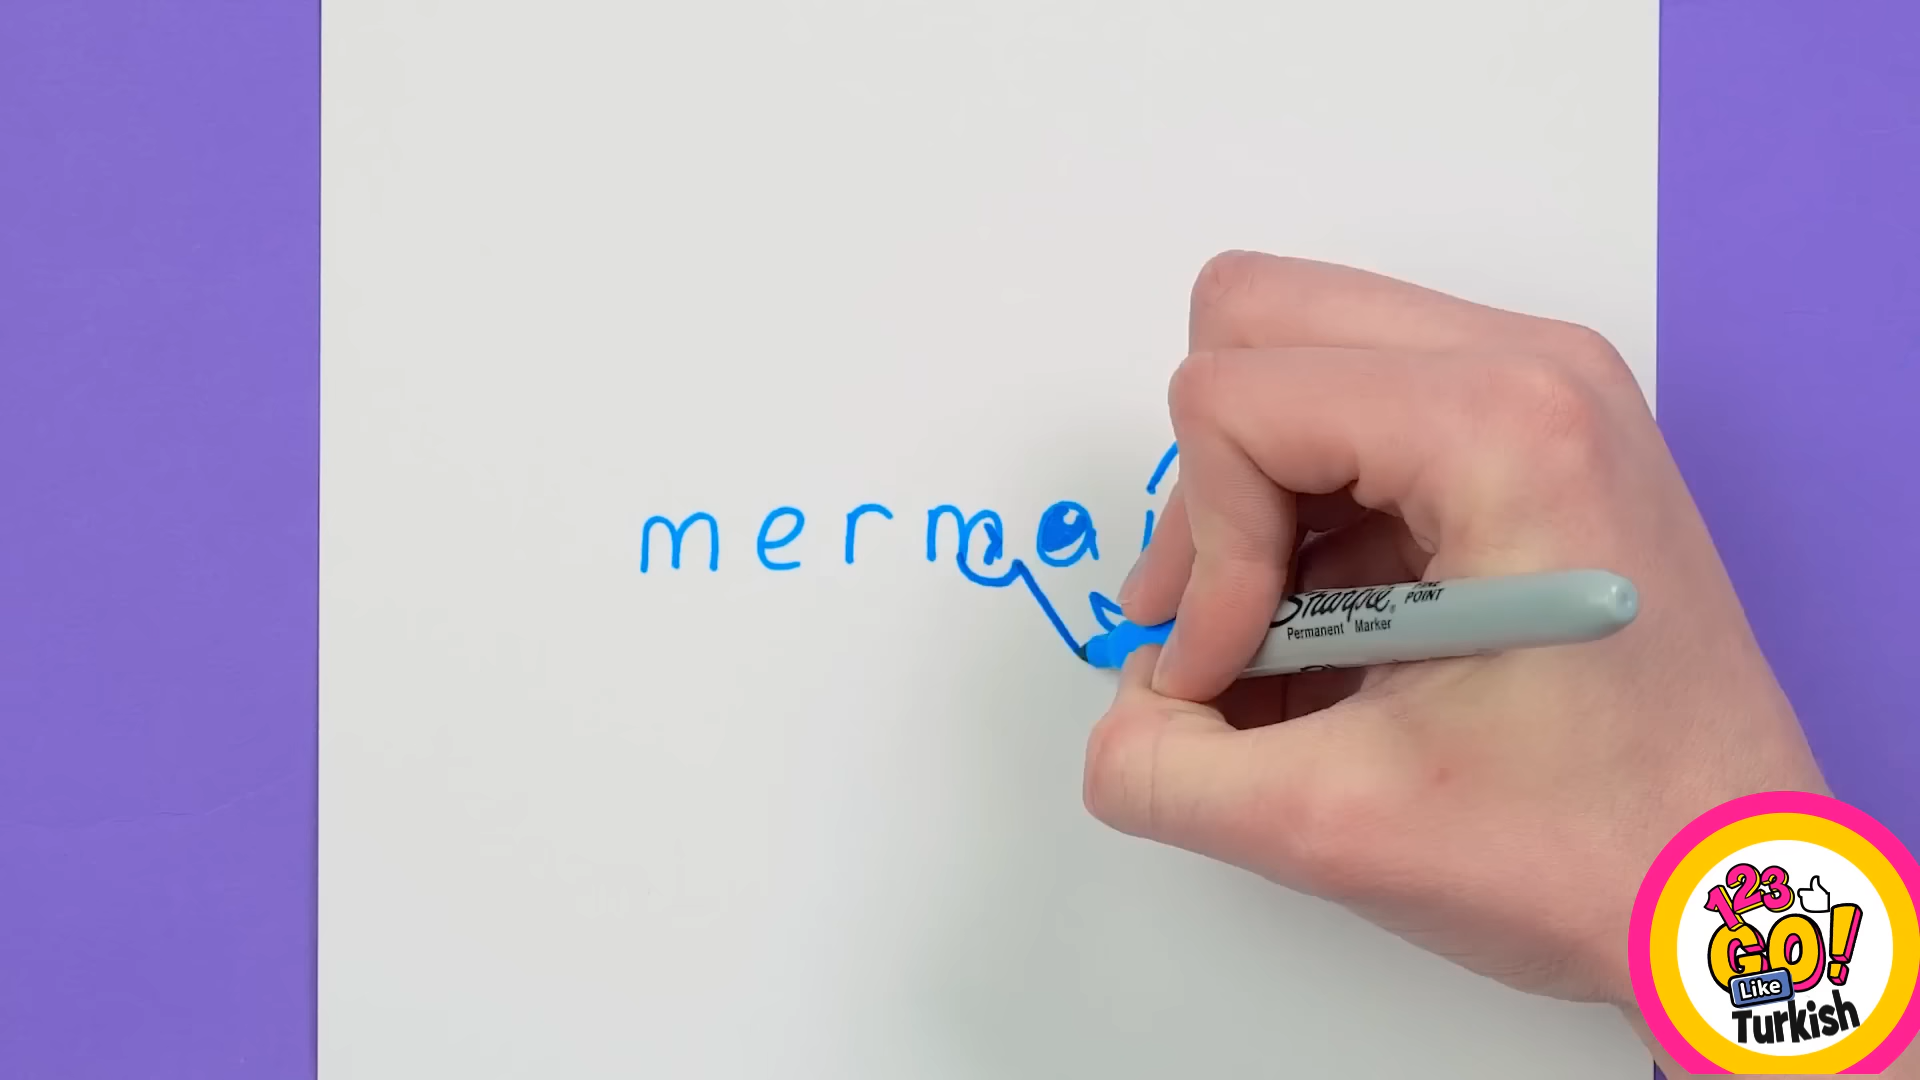 mermai
Sharpie
FINE
POINT
Permanent Marker
123
GO!
Like
Turkish